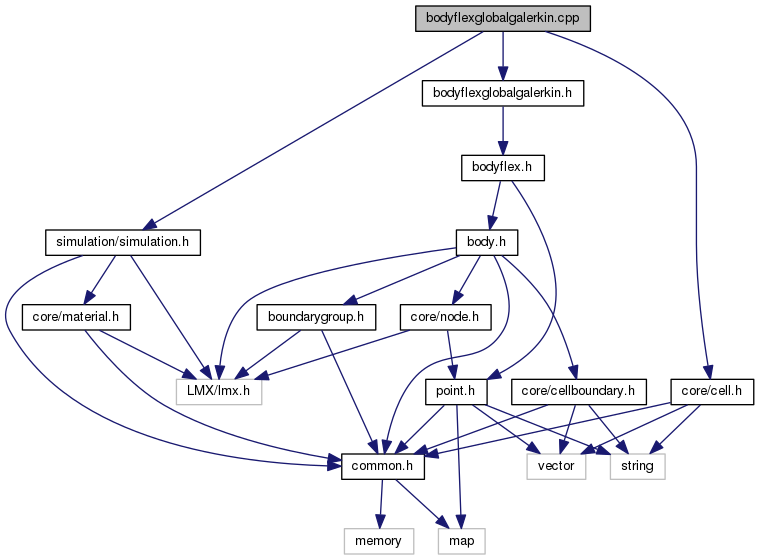 bodyflexglobalgalerkin.cpp
bodyflexglobalgalerkin.h
bodyflex.h
simulation/simulation.h
body.h
core/material.h
boundarygroup.h
core/node.h
LMX/lmx.h
point.h
core/cellboundary.h
core/cell.h
common.h
vector
string
memory
map